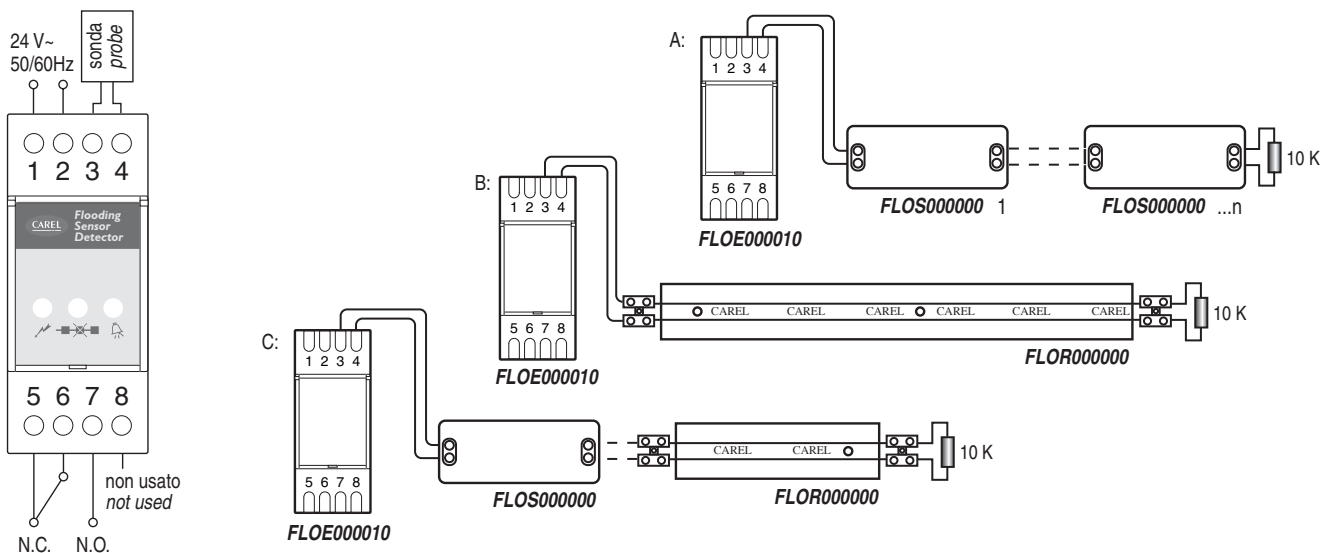 24 V~
50/60Hz
sonda
probe
1 2 3 4
CAREL
Flooding
Sensor
Detector
5 6 7 8
non usato
not used
N.C. N.O.
A:
1 2 3 4
5 6 7 8
FLOE000010
FLOS000000 1
FLOS000000 ...n
10 K
B:
1 2 3 4
5 6 7 8
FLOE000010
CAREL CAREL CAREL CAREL CAREL CAREL
FLOR000000
10 K
C:
1 2 3 4
5 6 7 8
FLOE000010
FLOS000000
CAREL CAREL
FLOR000000
10 K